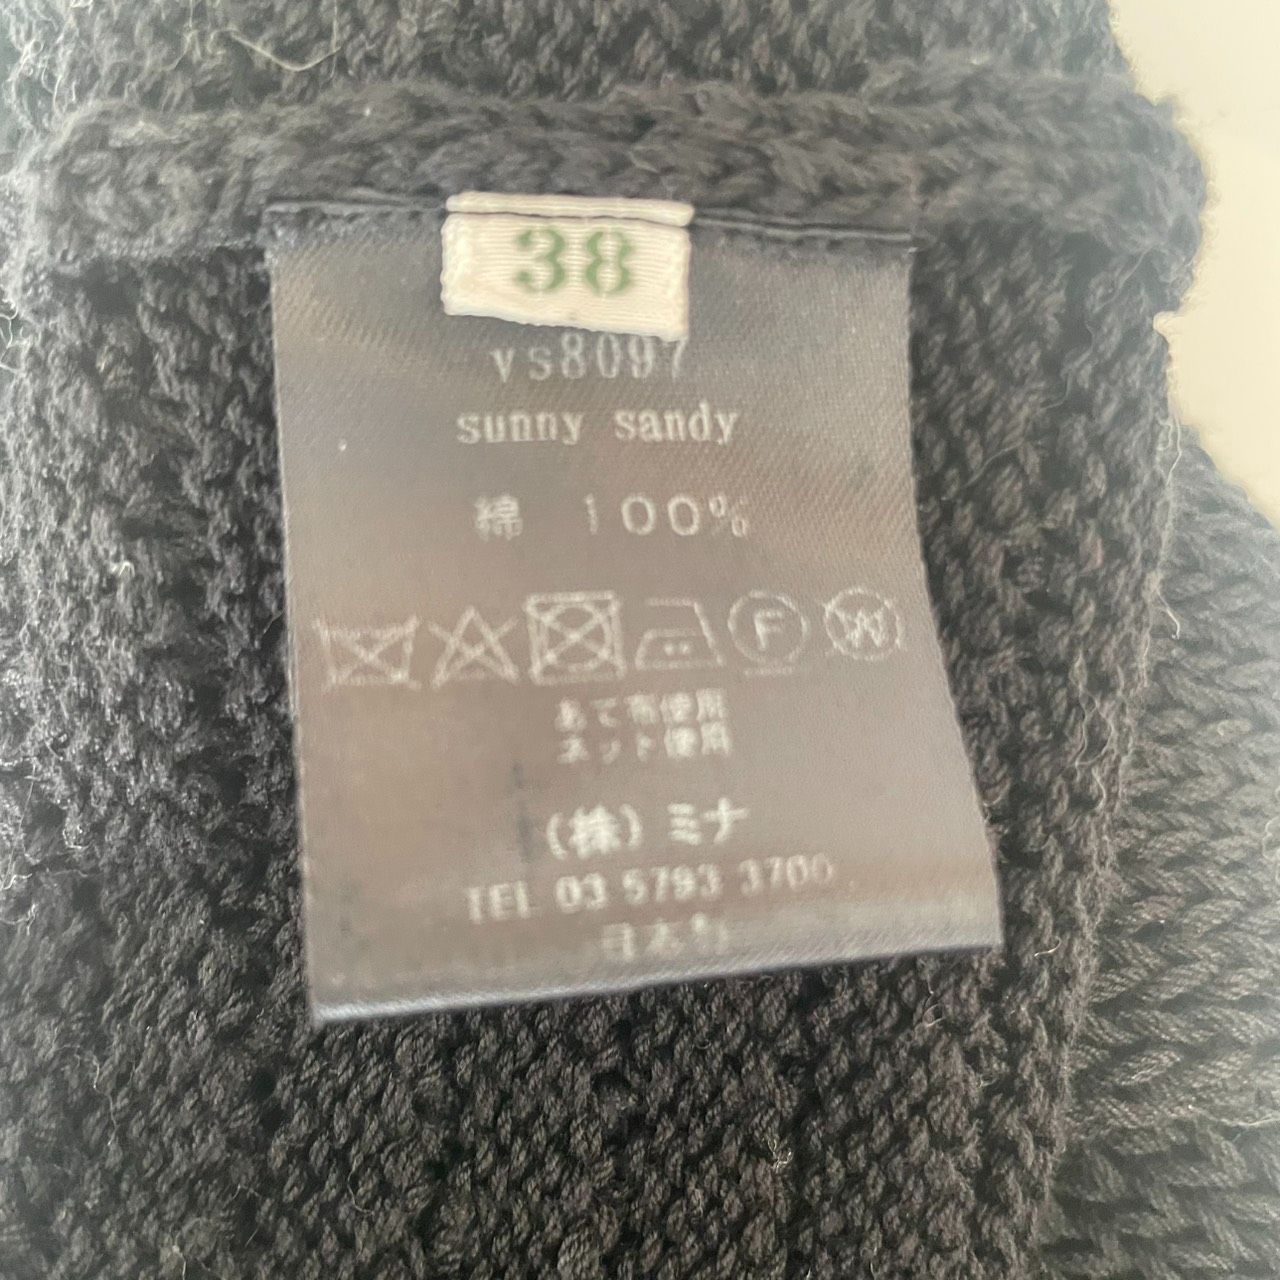 38
vs8097
sunny sandy
綿 100%
F W
あて布使用
ネット使用
(株)ミナ
TEL 03 5793 3700
日本製